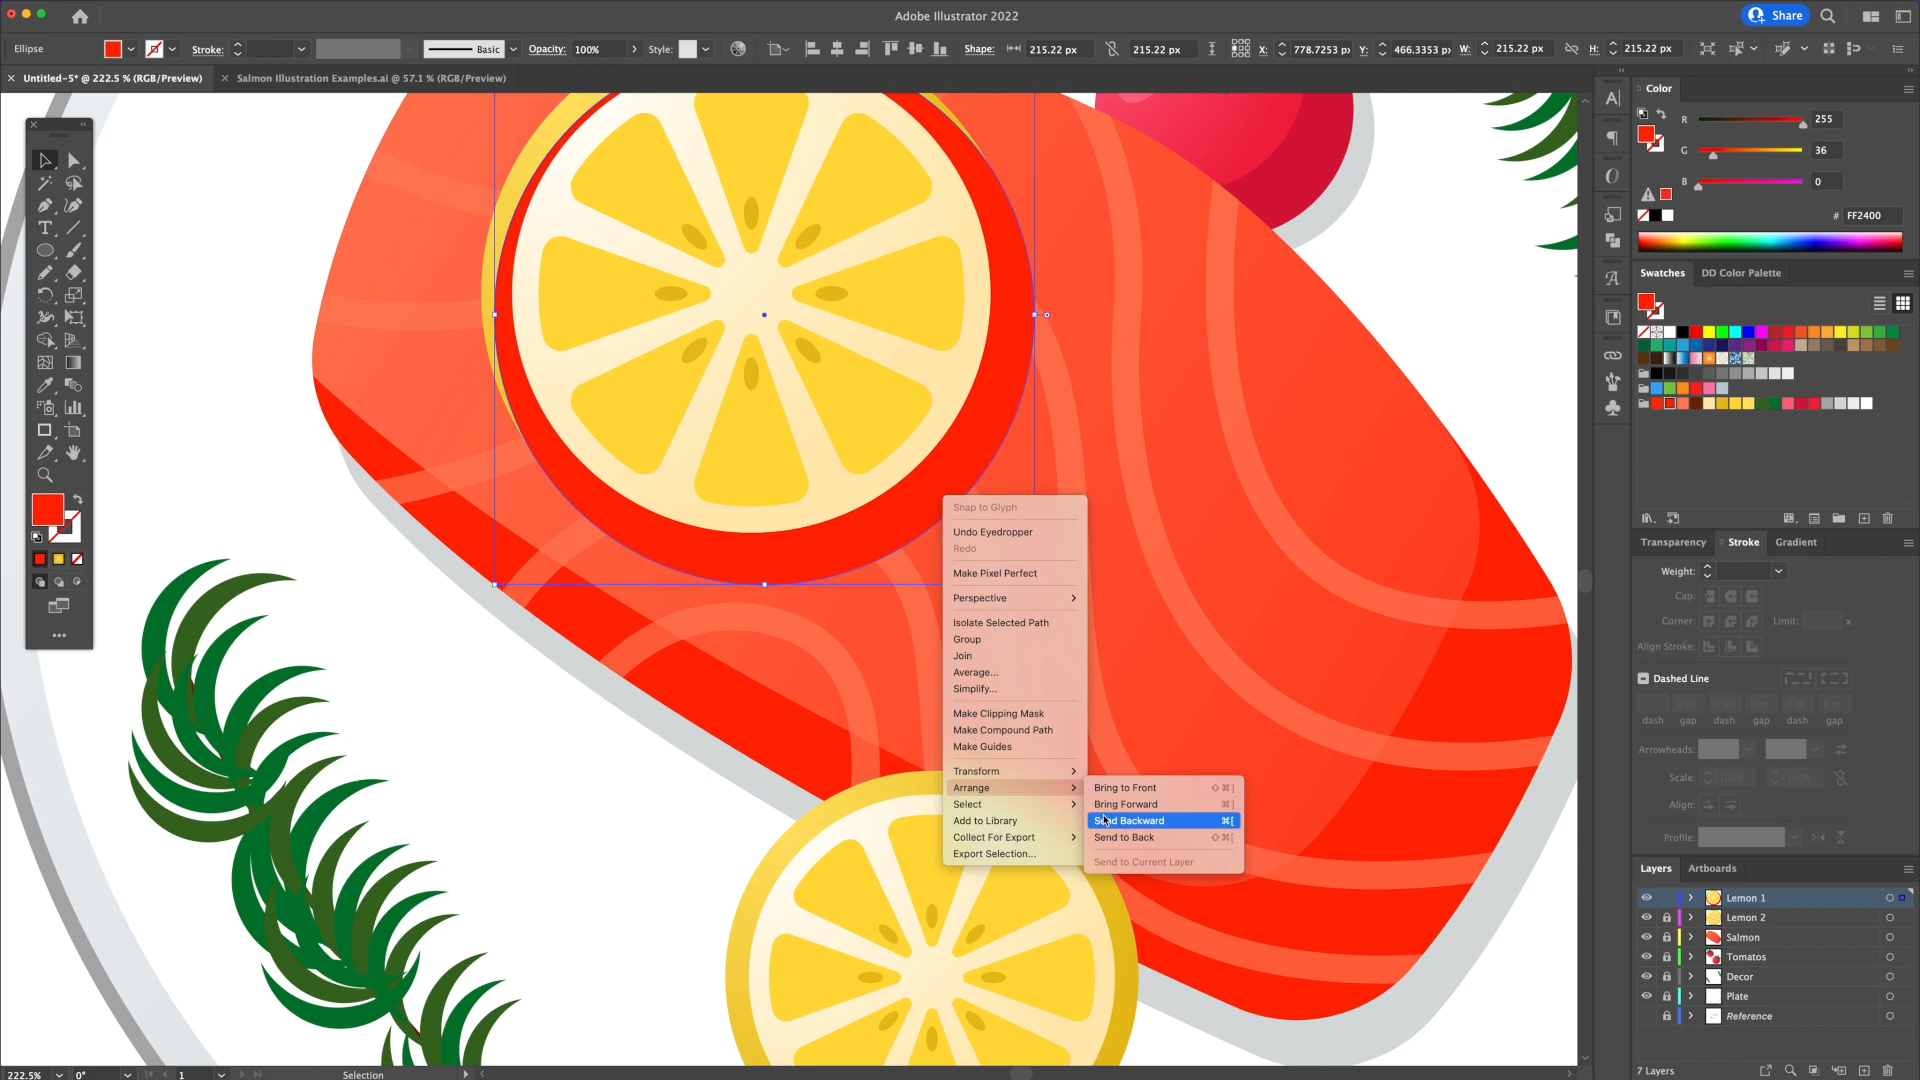 Adobe Illustrator 2022
Share
Ellipse
Stroke:
Basic
Opacity:
100%
Style:
Shape:
215.22 px
215.22 px
X:
778.7253 px
Y:
466.3353 px
W:
215.22 px
H:
215.22 px
Untitled-5* @ 222.5 % (RGB/Preview)
Salmon Illustration Examples.ai @ 57.1 % (RGB/Preview)
Color
R
255
G
36
B
0
# FF2400
Swatches
DD Color Palette
Snap to Glyph
Undo Eyedropper
Redo
Make Pixel Perfect
Perspective
Isolate Selected Path
Group
Join
Average...
Simplify...
Make Clipping Mask
Make Compound Path
Make Guides
Transform
Arrange
Select
Add to Library
Collect For Export
Export Selection...
Bring to Front ⇧⌘]
Bring Forward ⌘]
Send Backward ⌘[
Send to Back ⇧⌘[
Send to Current Layer
Transparency
Stroke
Gradient
Weight:
Cap:
Corner:
Limit:
x
Align Stroke:
Dashed Line
dash gap dash gap dash gap
Arrowheads:
Scale:
100%
100%
Align:
Profile:
Layers
Artboards
Lemon 1
Lemon 2
Salmon
Tomatos
Decor
Plate
Reference
7 Layers
222.5%
0°
1
Selection